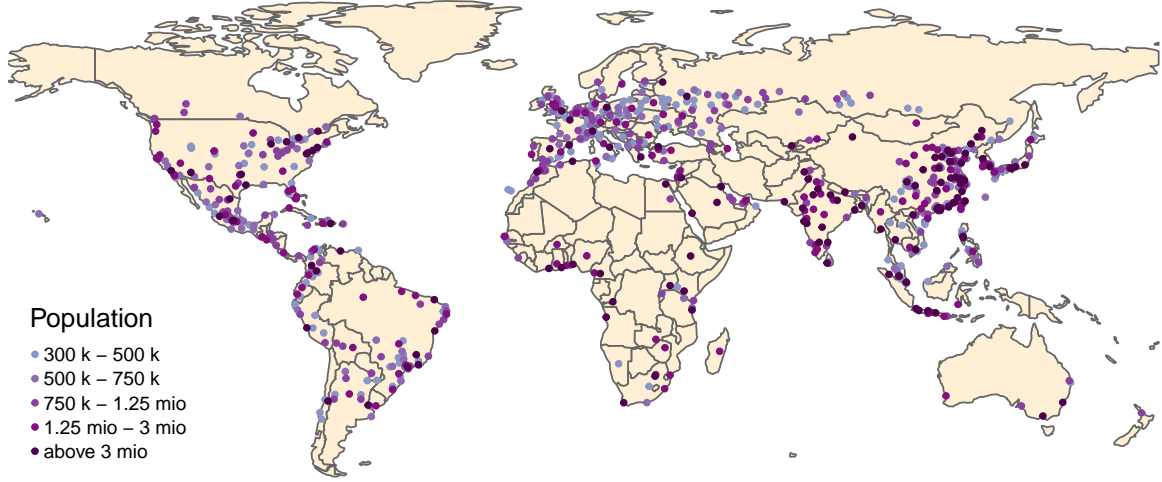 Population
300 k − 500 k
500 k − 750 k
750 k − 1.25 mio
1.25 mio − 3 mio
above 3 mio